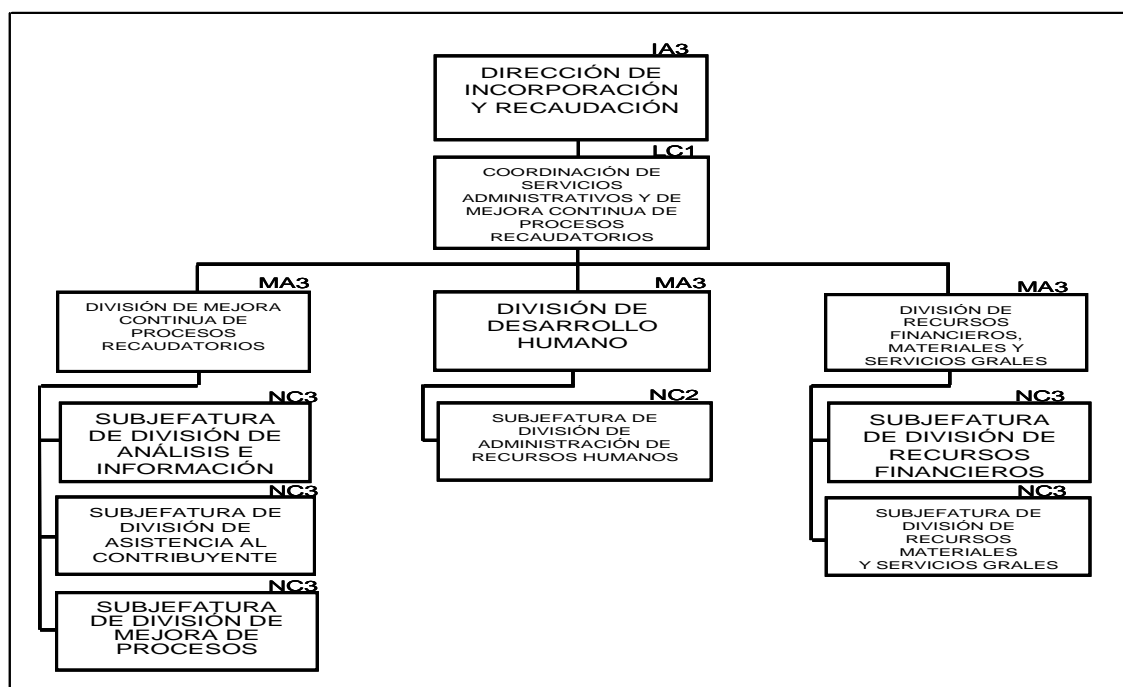 IA3
DIRECCIÓN DE
INCORPORACIÓN
Y RECAUDACIÓN
LC1
COORDINACIÓN DE
SERVICIOS
ADMINISTRATIVOS Y DE
MEJORA CONTINUA DE
PROCESOS
RECAUDATORIOS
MA3
DIVISIÓN DE MEJORA
CONTINUA DE
PROCESOS
RECAUDATORIOS
NC3
SUBJEFATURA
DE DIVISIÓN DE
ANÁLISIS E
INFORMACIÓN
NC3
SUBJEFATURA DE
DIVISIÓN DE
ASISTENCIA AL
CONTRIBUYENTE
NC3
SUBJEFATURA
DE DIVISIÓN DE
MEJORA DE
PROCESOS
MA3
DIVISIÓN DE
DESARROLLO
HUMANO
NC2
SUBJEFATURA DE
DIVISIÓN DE
ADMINISTRACIÓN DE
RECURSOS HUMANOS
MA3
DIVISIÓN DE
RECURSOS
FINANCIEROS,
MATERIALES Y
SERVICIOS GRALES
NC3
SUBJEFATURA
DE DIVISIÓN DE
RECURSOS
FINANCIEROS
NC3
SUBJEFATURA DE
DIVISIÓN DE
RECURSOS
MATERIALES
Y SERVICIOS GRALES